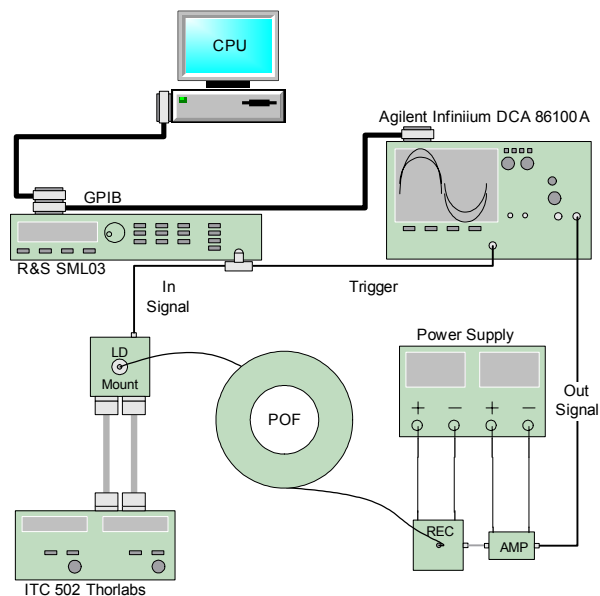 CPU
Agilent Infiniium DCA 86100A
GPIB
R&S SML03
In
Signal
Trigger
LD
Mount
Power Supply
POF
+ − + −
Out
Signal
REC
AMP
ITC 502 Thorlabs